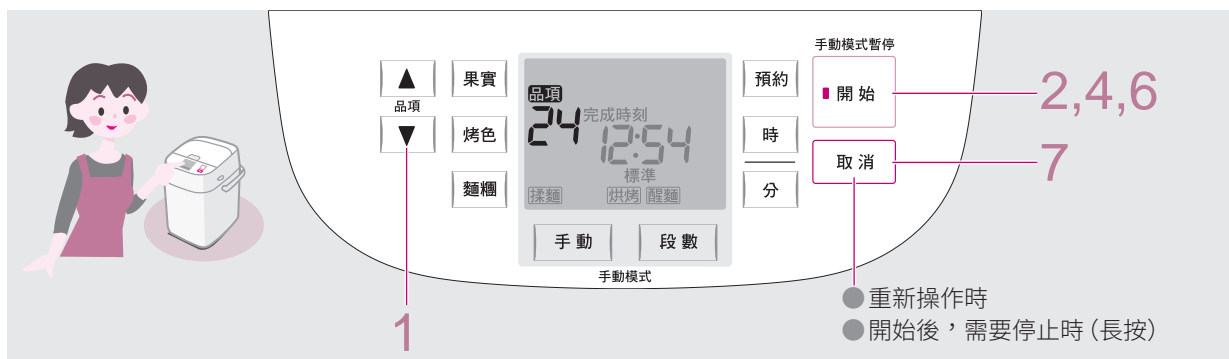 手動模式暫停
▲
品項
▼
果實
烤色
麵糰
品項
24
完成時刻
12:54
標準
揉麵 烘烤 醒麵
手動 段數
手動模式
預約
時
分
開始
取消
2,4,6
7
1
●重新操作時
●開始後，需要停止時（長按）